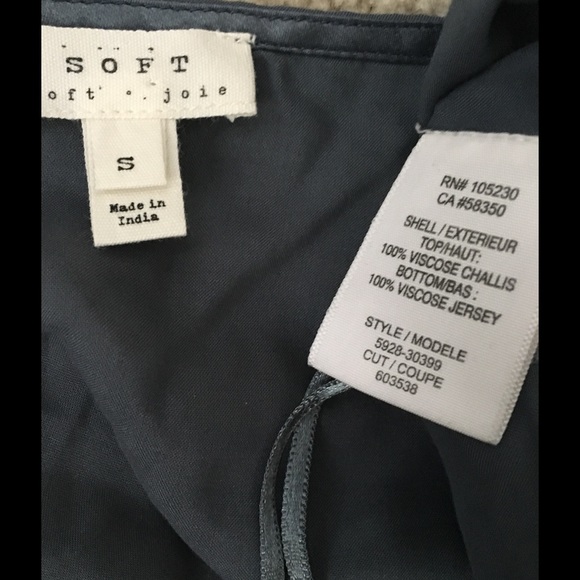 SOFT
oft joie
S
Made in
India
RN# 105230
CA #58350
SHELL / EXTERIEUR
TOP/HAUT:
100% VISCOSE CHALLIS
BOTTOM/BAS :
100% VISCOSE JERSEY
STYLE / MODELE
5928-30399
CUT / COUPE
603538